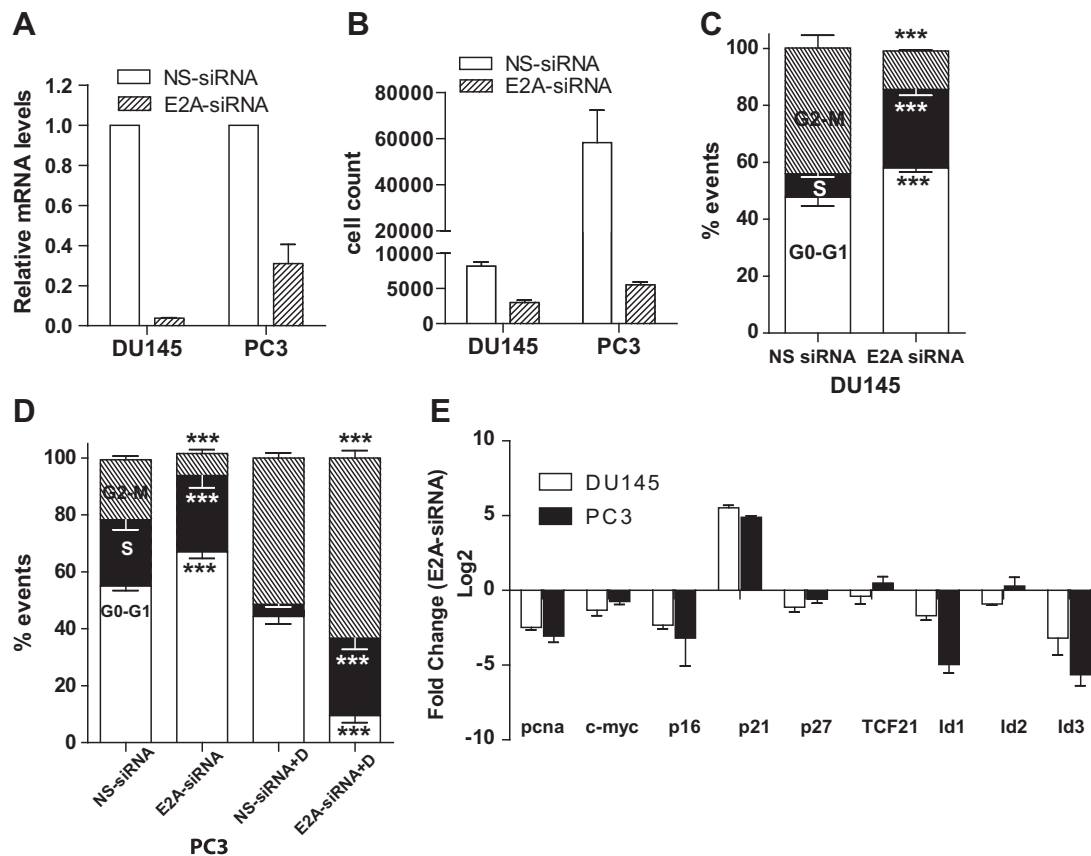 A
NS-siRNA
E2A-siRNA
Relative mRNA levels
1.2
1.0
0.8
0.6
0.4
0.2
0.0
DU145 PC3
B
NS-siRNA
E2A-siRNA
cell count
80000
60000
40000
20000
10000
5000
0
DU145 PC3
C
% events
100
80
60
40
20
0
***
G2-M
***
S
***
G0-G1
NS siRNA E2A siRNA
DU145
D
% events
100
80
60
40
20
0
*** ***
G2-M
***
S
***
***
G0-G1
***
NS-siRNA
E2A-siRNA
NS-siRNA+D
E2A-siRNA+D
PC3
E
Fold Change (E2A-siRNA)
Log2
10
5
0
-5
-10
DU145
PC3
pcna c-myc p16 p21 p27 TCF21 Id1 Id2 Id3